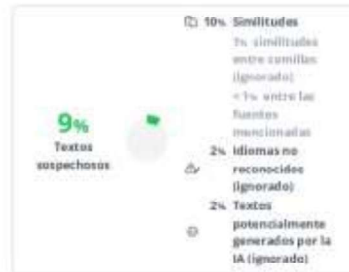 9%
Textos
sospechosos
10% Similitudes
1% similitudes
entre comillas
(ignorado)
< 1% entre las
fuentes
mencionadas
2% Idiomas no
reconocidos
(ignorado)
2% Textos
potencialmente
generados por la
IA (ignorado)